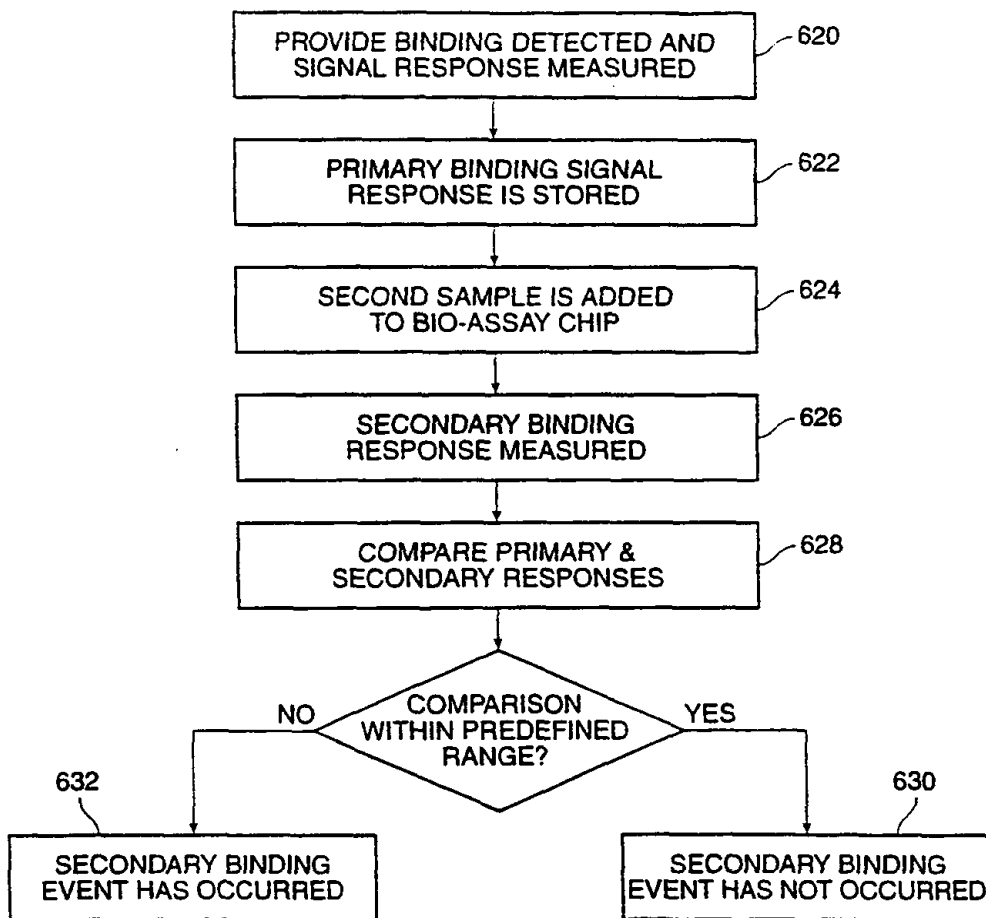 PROVIDE BINDING DETECTED AND
SIGNAL RESPONSE MEASURED
620
PRIMARY BINDING SIGNAL
RESPONSE IS STORED
622
SECOND SAMPLE IS ADDED
TO BIO-ASSAY CHIP
624
SECONDARY BINDING
RESPONSE MEASURED
626
COMPARE PRIMARY &
SECONDARY RESPONSES
628
COMPARISON
WITHIN PREDEFINED
RANGE?
NO
YES
632
SECONDARY BINDING
EVENT HAS OCCURRED
630
SECONDARY BINDING
EVENT HAS NOT OCCURRED